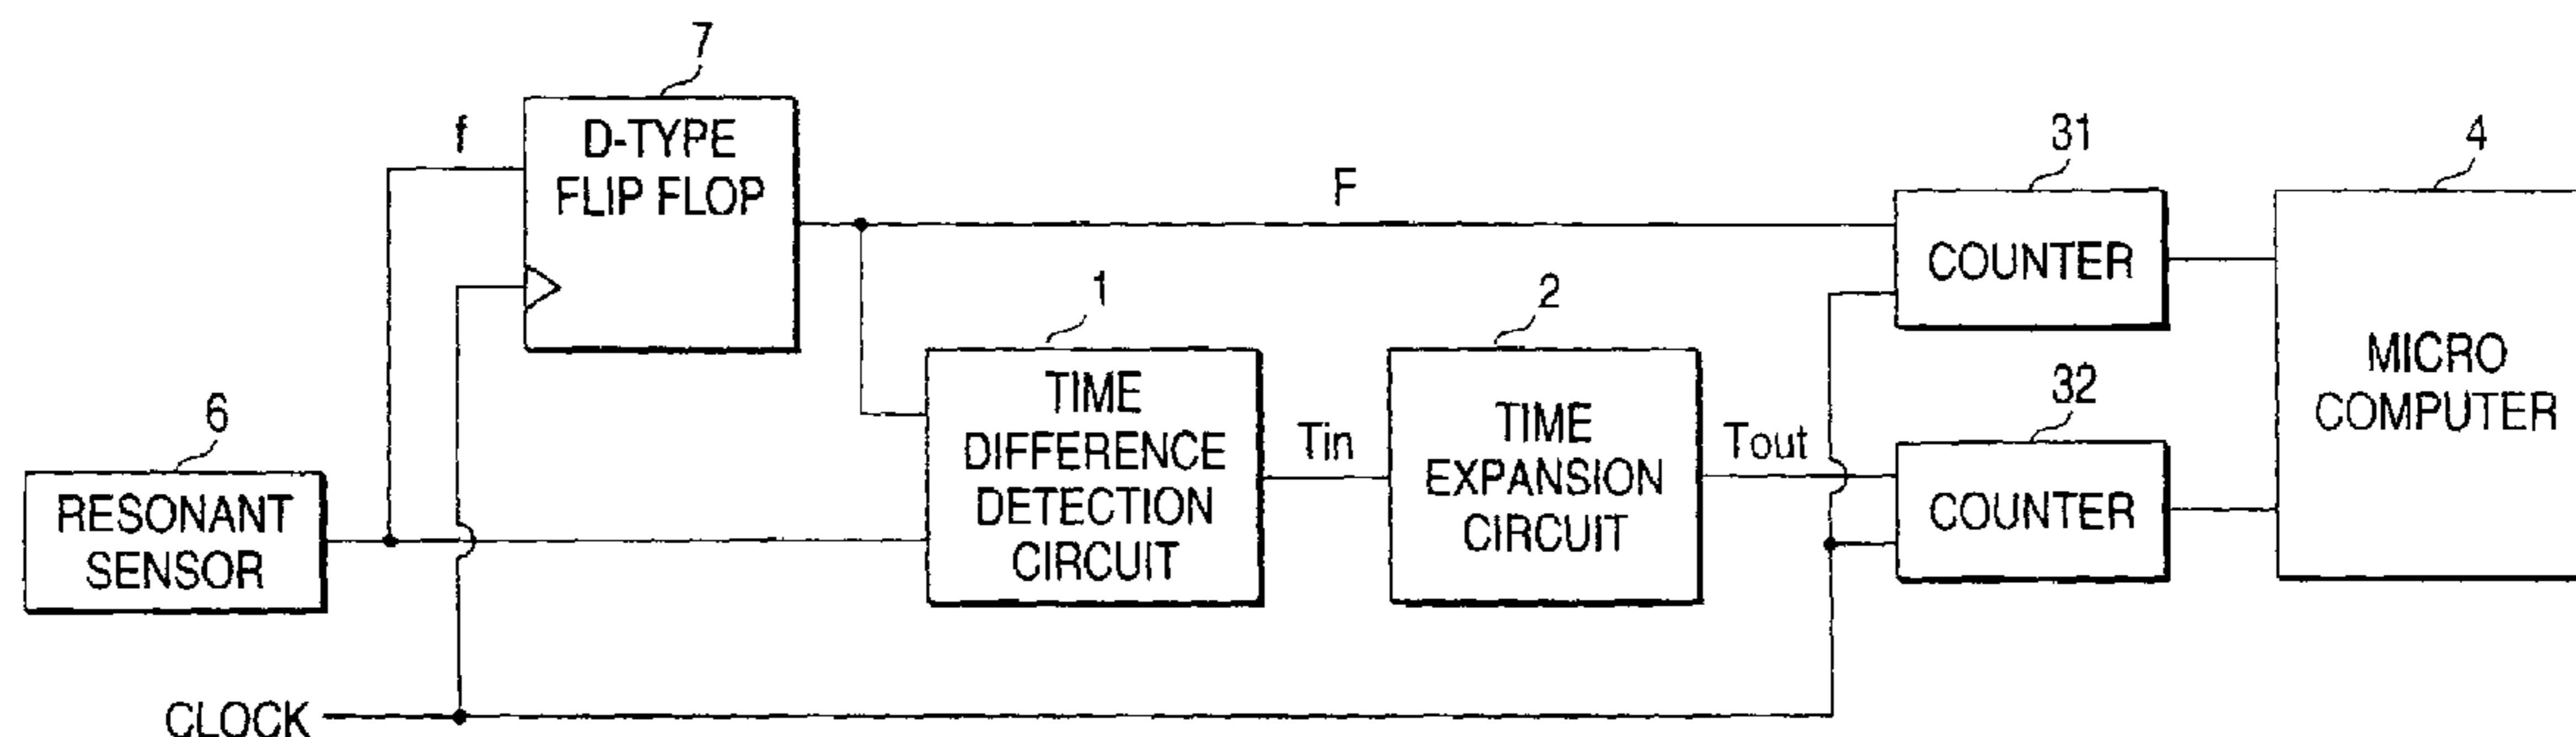 7
D-TYPE
FLIP FLOP
f
F
31
COUNTER
4
MICRO
COMPUTER
1
TIME
DIFFERENCE
DETECTION
CIRCUIT
Tin
2
TIME
EXPANSION
CIRCUIT
Tout
32
COUNTER
6
RESONANT
SENSOR
CLOCK